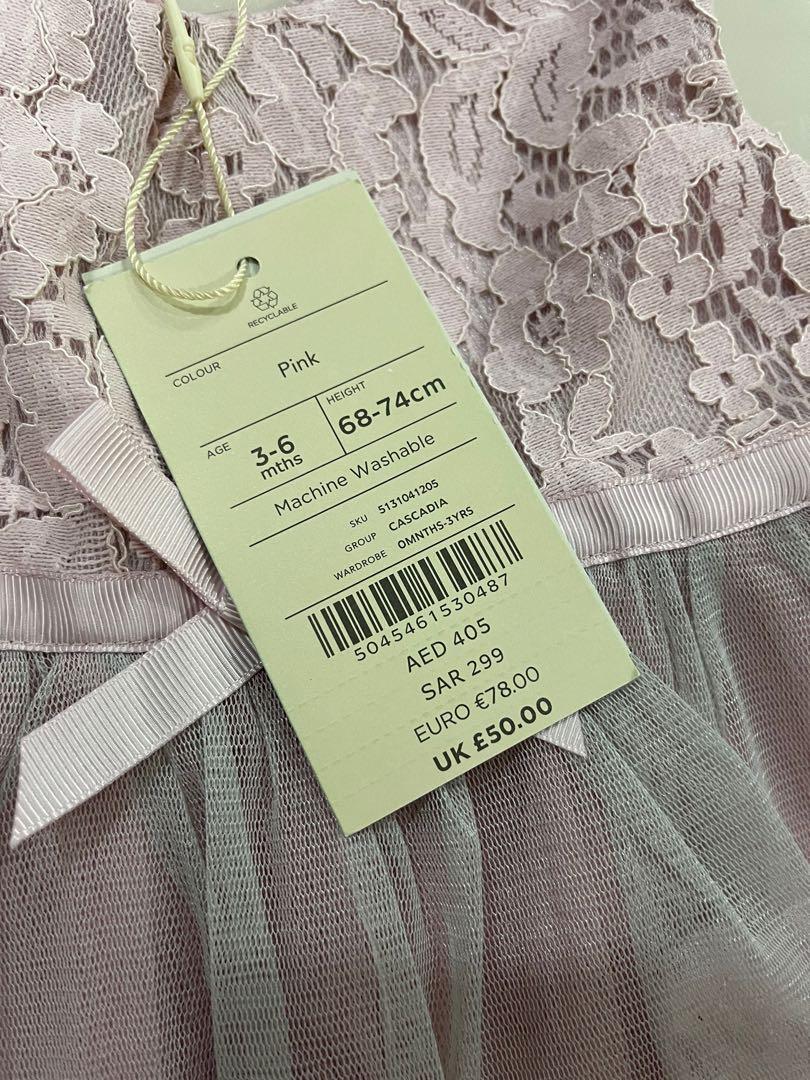 RECYCLABLE
COLOUR Pink
AGE 3-6 mths
HEIGHT 68-74cm
Machine Washable
SKU 5131041205
GROUP CASCADIA
WARDROBE 0MNTHS-3YRS
5045461530487
AED 405
SAR 299
EURO €78.00
UK £50.00